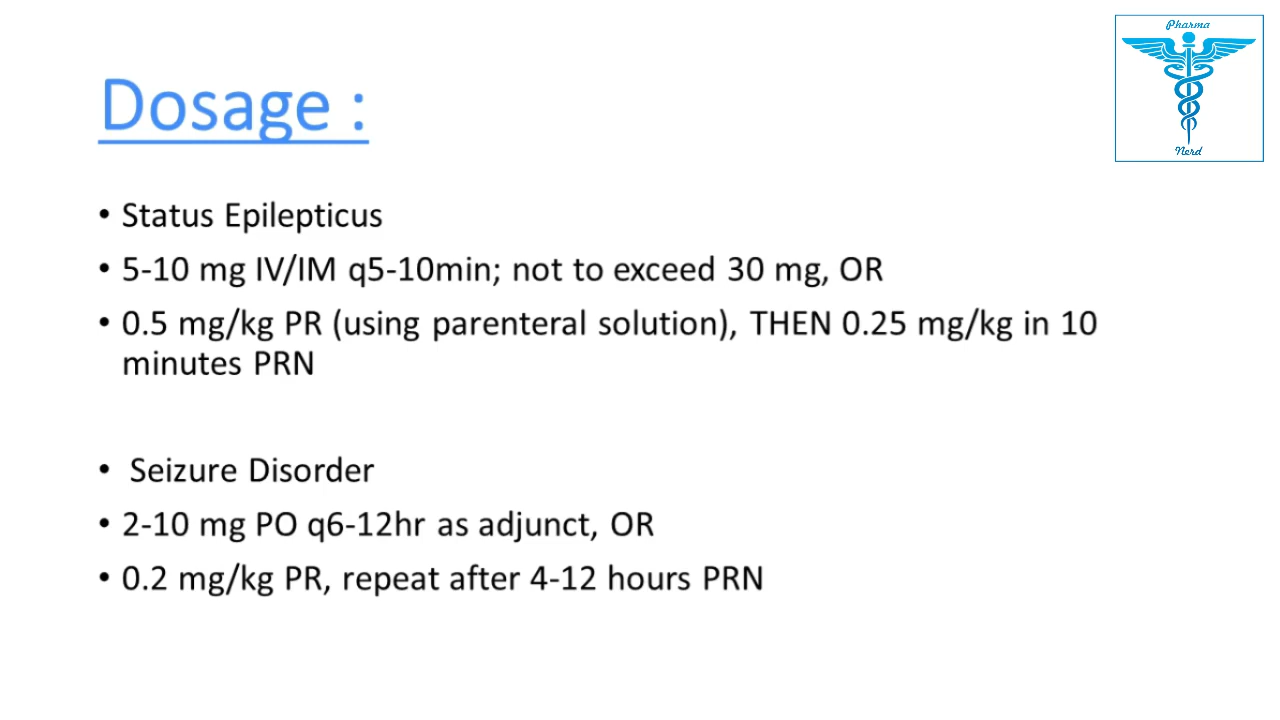 Pharma
Nerd
Dosage :
• Status Epilepticus
• 5-10 mg IV/IM q5-10min; not to exceed 30 mg, OR
• 0.5 mg/kg PR (using parenteral solution), THEN 0.25 mg/kg in 10
minutes PRN
• Seizure Disorder
• 2-10 mg PO q6-12hr as adjunct, OR
• 0.2 mg/kg PR, repeat after 4-12 hours PRN